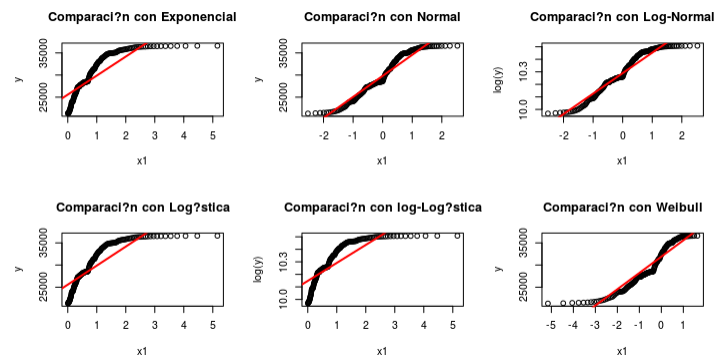 Comparaci?n con Exponencial
y
25000 35000
0 1 2 3 4 5
x1
Comparaci?n con Normal
y
25000 35000
-2 -1 0 1 2
x1
Comparaci?n con Log-Normal
log(y)
10.0 10.3
-2 -1 0 1 2
x1
Comparaci?n con Log?stica
y
25000 35000
0 1 2 3 4 5
x1
Comparaci?n con log-Log?stica
log(y)
10.0 10.3
0 1 2 3 4 5
x1
Comparaci?n con Weibull
y
25000 35000
-5 -4 -3 -2 -1 0 1
x1